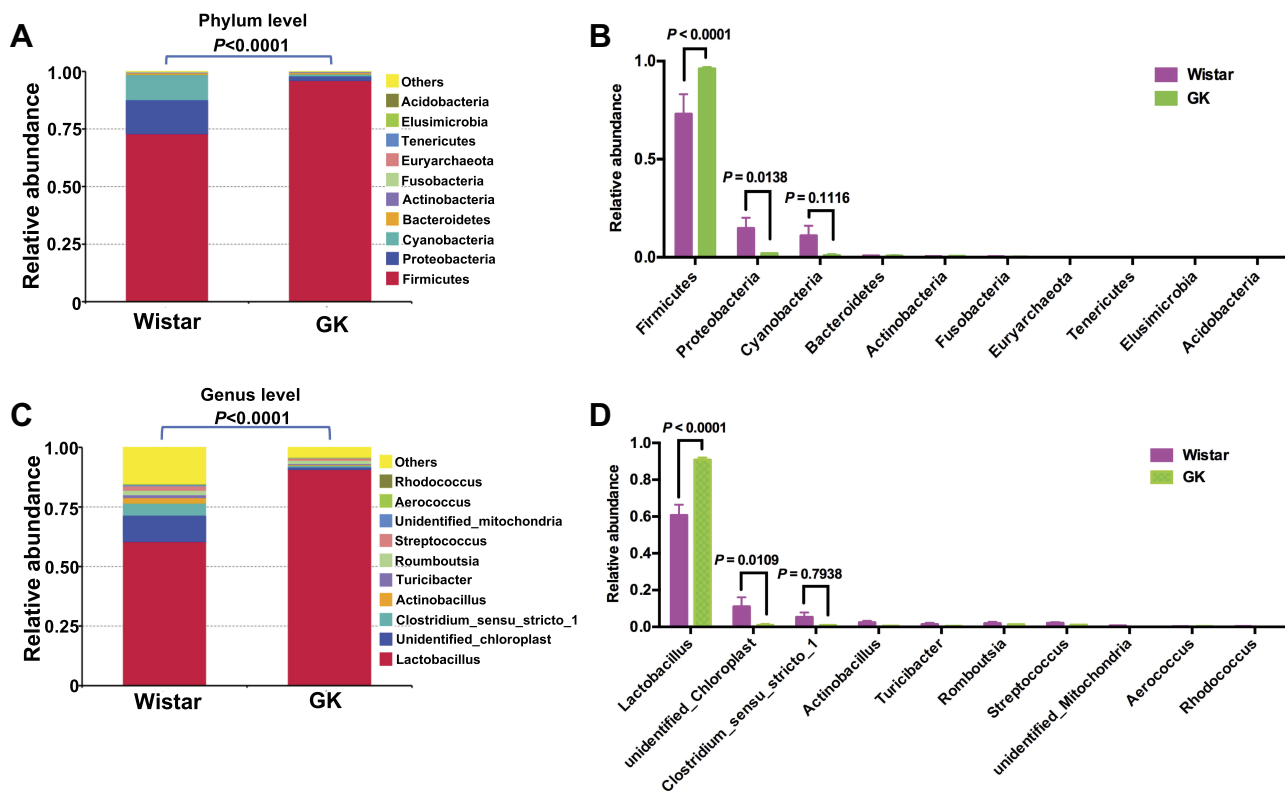 A
Phylum level
P<0.0001
Relative abundance
1.00
0.75
0.50
0.25
0
Wistar
GK
Others
Acidobacteria
Elusimicrobia
Tenericutes
Euryarchaeota
Fusobacteria
Actinobacteria
Bacteroidetes
Cyanobacteria
Proteobacteria
Firmicutes
B
P < 0.0001
P = 0.0138
P = 0.1116
Wistar
GK
Relative abundance
1.0
0.5
0.0
Firmicutes
Proteobacteria
Cyanobacteria
Bacteroidetes
Actinobacteria
Fusobacteria
Euryarchaeota
Tenericutes
Elusimicrobia
Acidobacteria
C
Genus level
P<0.0001
Relative abundance
1.00
0.75
0.50
0.25
0
Wistar
GK
Others
Rhodococcus
Aerococcus
Unidentified_mitochondria
Streptococcus
Roumboutsia
Turicibacter
Actinobacillus
Clostridium_sensu_stricto_1
Unidentified_chloroplast
Lactobacillus
D
P < 0.0001
P = 0.0109
P = 0.7938
Wistar
GK
Relative abundance
1.0
0.8
0.6
0.4
0.2
0.0
Lactobacillus
unidentified_Chloroplast
Clostridium_sensu_stricto_1
Actinobacillus
Turicibacter
Romboutsia
Streptococcus
unidentified_Mitochondria
Aerococcus
Rhodococcus